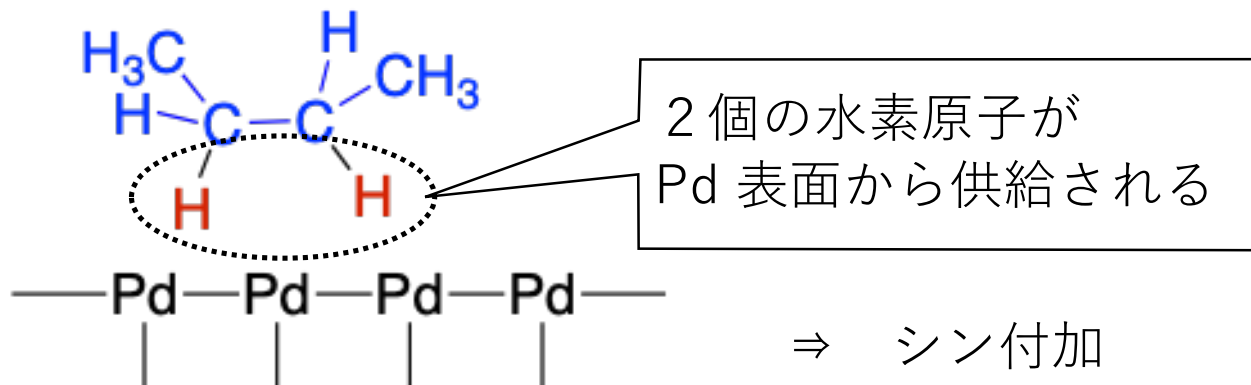 H
H₃C
CH₃
H
C
C
H
H
２個の水素原子が
Pd 表面から供給される
Pd Pd Pd Pd
⇒ シン付加